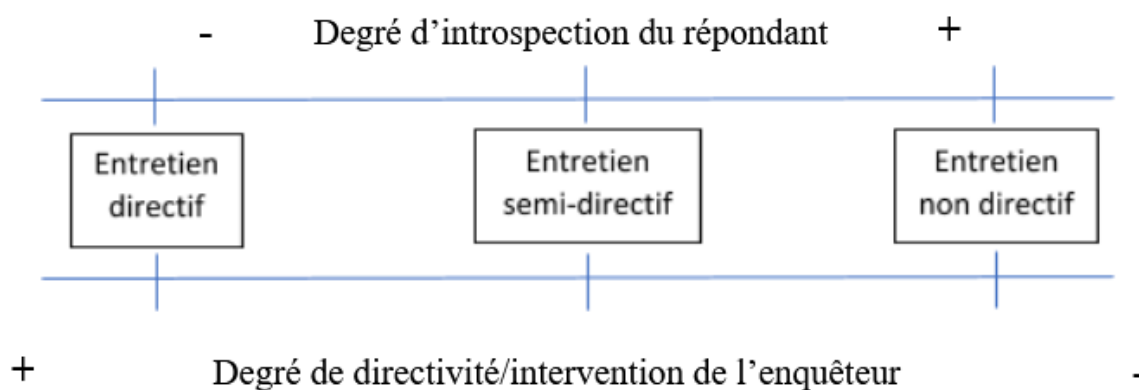 - Degré d’introspection du répondant +
Entretien directif
Entretien semi-directif
Entretien non directif
+ Degré de directivité/intervention de l’enquêteur -